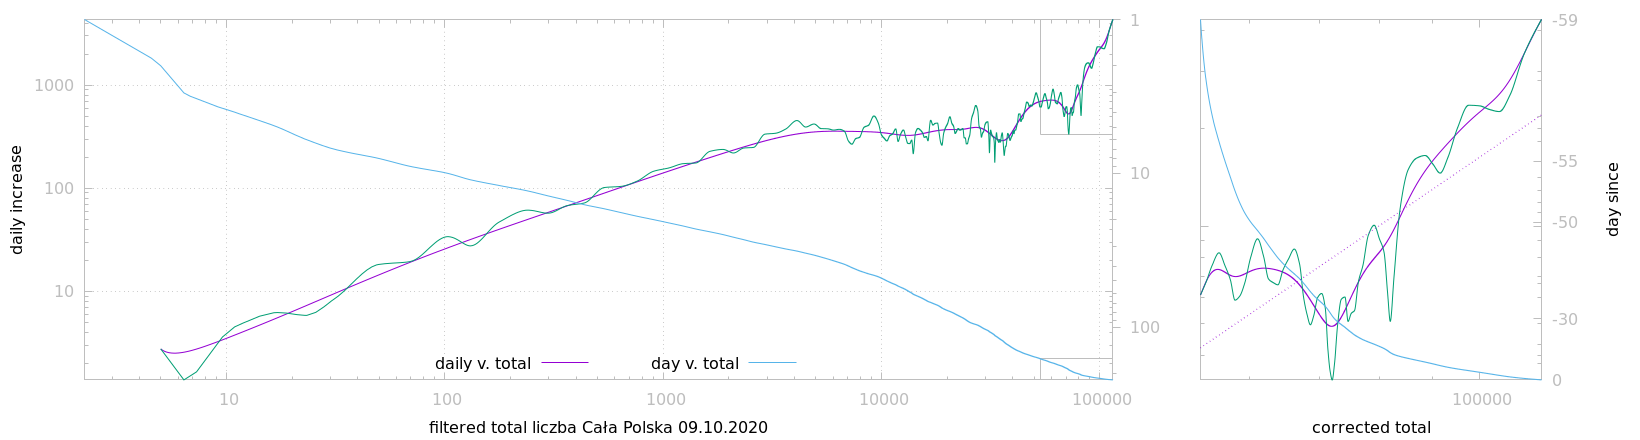 daily increase
1000
100
10
10
100
1000
10000
100000
1
10
100
daily v. total
day v. total
filtered total liczba Cała Polska 09.10.2020
-59
-55
-50
-30
0
day since
100000
corrected total